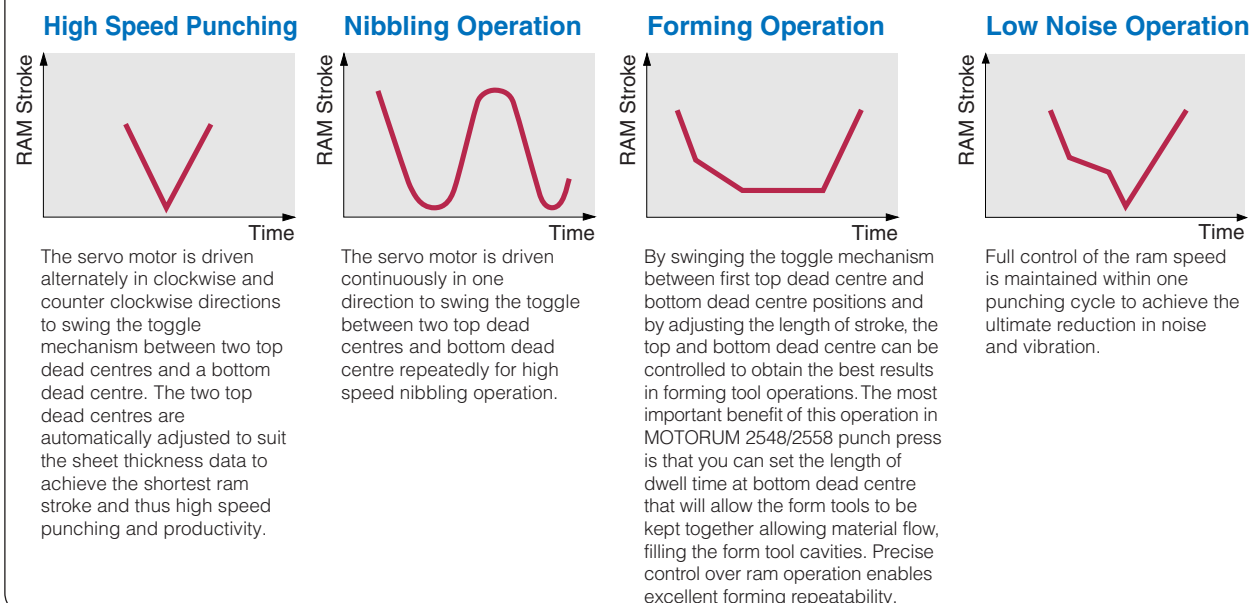 High Speed Punching
RAM Stroke
Time
The servo motor is driven
alternately in clockwise and
counter clockwise directions
to swing the toggle
mechanism between two top
dead centres and a bottom
dead centre. The two top
dead centres are
automatically adjusted to suit
the sheet thickness data to
achieve the shortest ram
stroke and thus high speed
punching and productivity.
Nibbling Operation
RAM Stroke
Time
The servo motor is driven
continuously in one
direction to swing the toggle
between two top dead
centres and bottom dead
centre repeatedly for high
speed nibbling operation.
Forming Operation
RAM Stroke
Time
By swinging the toggle mechanism
between first top dead centre and
bottom dead centre positions and
by adjusting the length of stroke, the
top and bottom dead centre can be
controlled to obtain the best results
in forming tool operations. The most
important benefit of this operation in
MOTORUM 2548/2558 punch press
is that you can set the length of
dwell time at bottom dead centre
that will allow the form tools to be
kept together allowing material flow,
filling the form tool cavities. Precise
control over ram operation enables
excellent forming repeatability.
Low Noise Operation
RAM Stroke
Time
Full control of the ram speed
is maintained within one
punching cycle to achieve the
ultimate reduction in noise
and vibration.